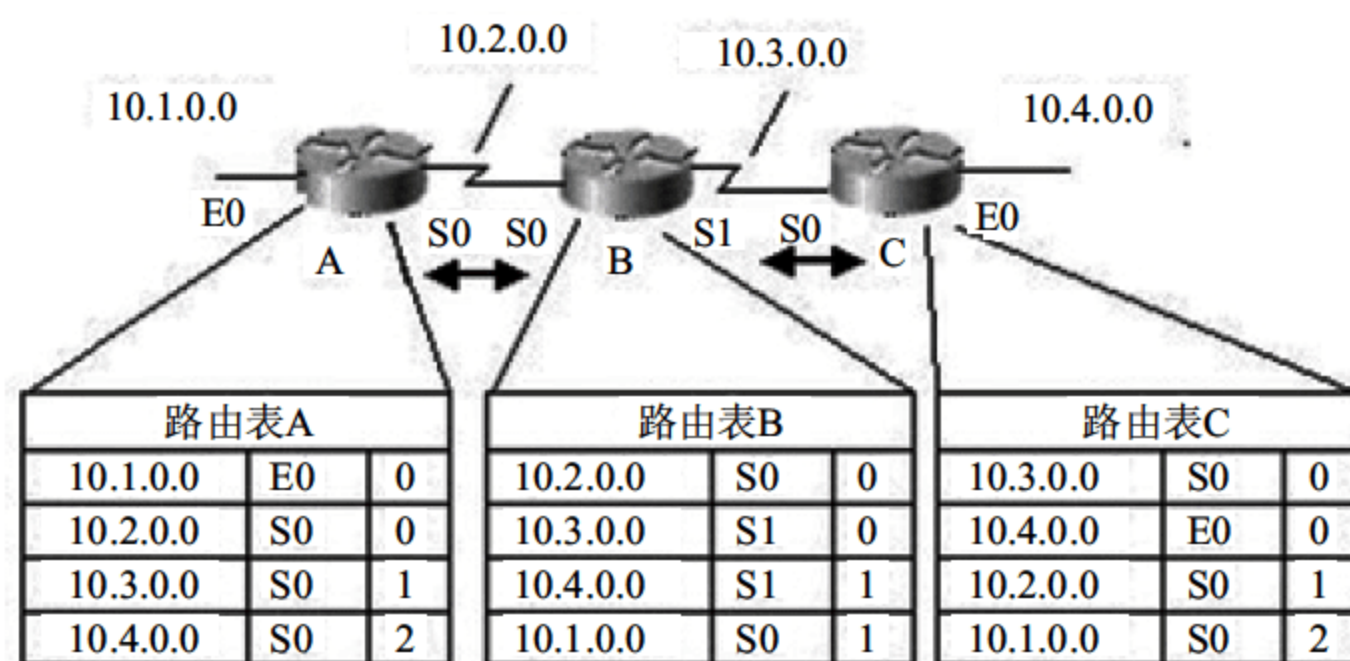 10.2.0.0
10.3.0.0
10.1.0.0
10.4.0.0
E0
S0 S0
S1 S0
E0
A
B
C
路由表A
10.1.0.0 E0 0
10.2.0.0 S0 0
10.3.0.0 S0 1
10.4.0.0 S0 2
路由表B
10.2.0.0 S0 0
10.3.0.0 S1 0
10.4.0.0 S1 1
10.1.0.0 S0 1
路由表C
10.3.0.0 S0 0
10.4.0.0 E0 0
10.2.0.0 S0 1
10.1.0.0 S0 2